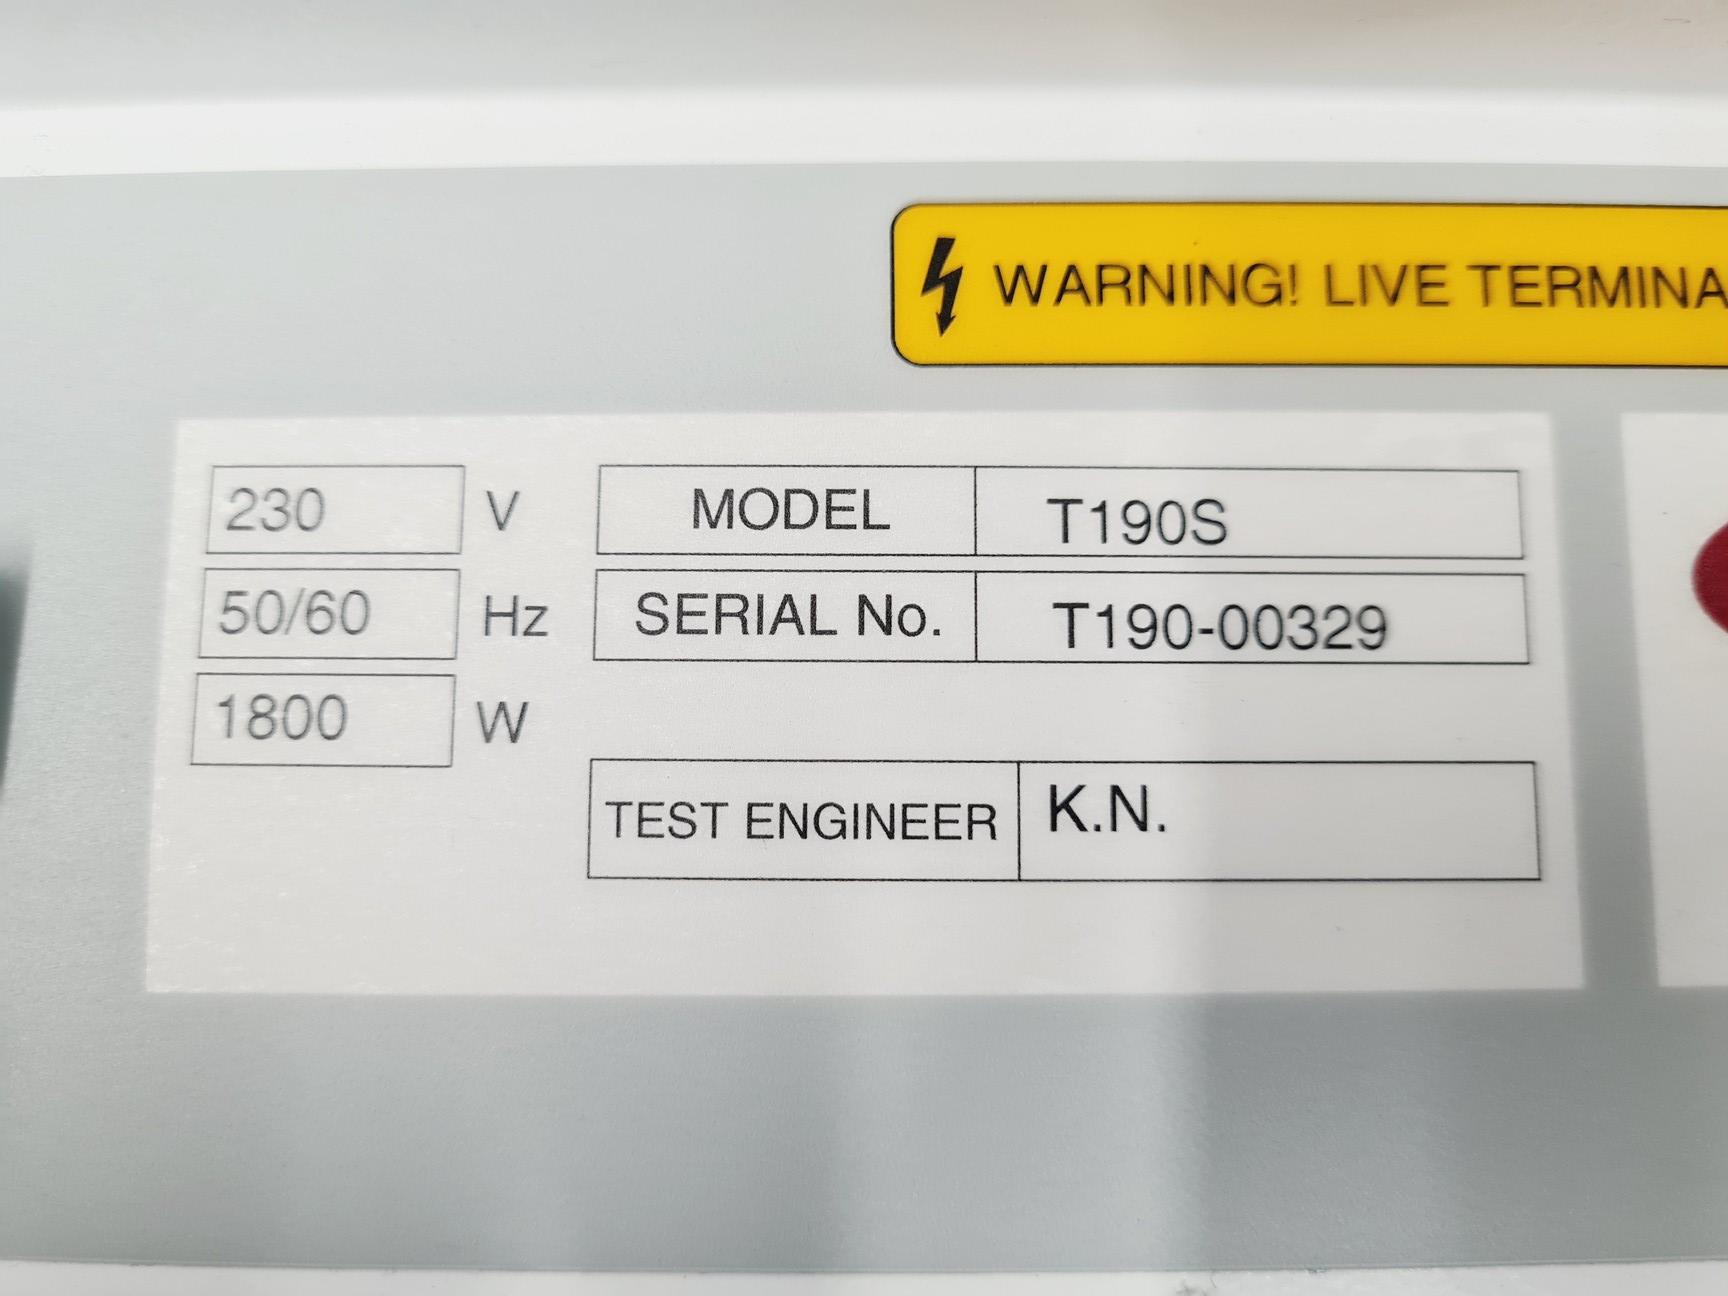 WARNING! LIVE TERMINA
230 V
50/60 Hz
1800 W
MODEL T190S
SERIAL No. T190-00329
TEST ENGINEER K.N.